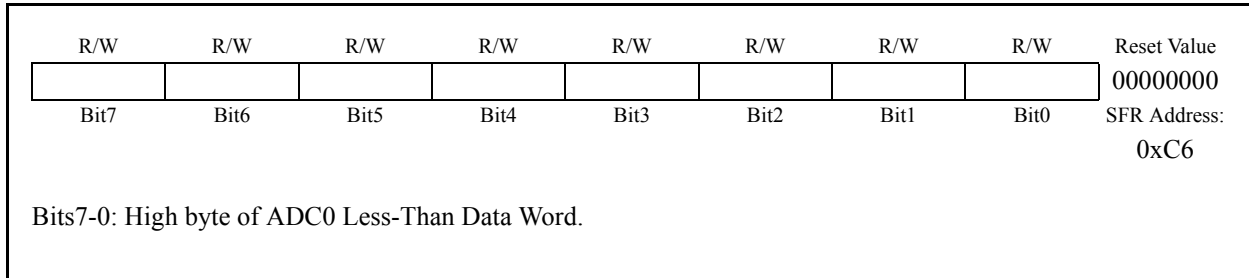 R/W R/W R/W R/W R/W R/W R/W R/W Reset Value
00000000
Bit7 Bit6 Bit5 Bit4 Bit3 Bit2 Bit1 Bit0 SFR Address:
0xC6
Bits7-0: High byte of ADC0 Less-Than Data Word.